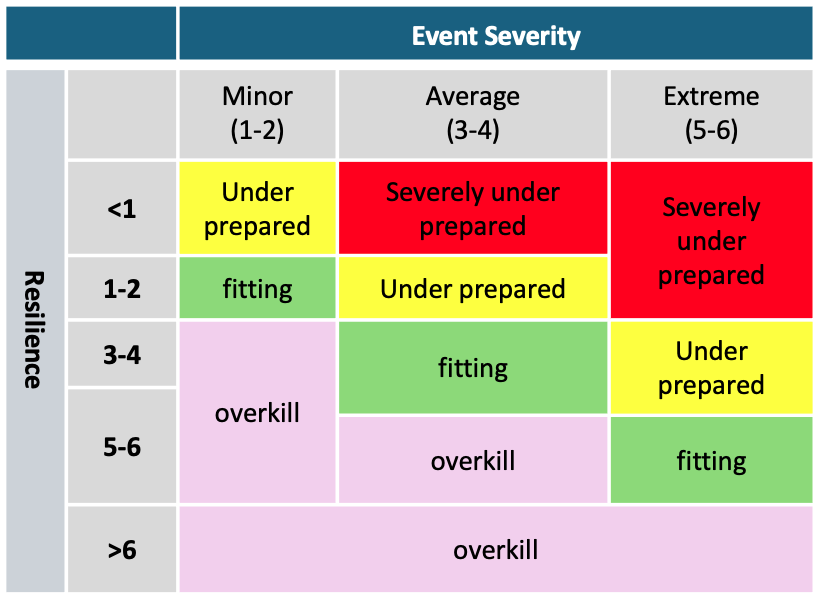 Event Severity
Minor
(1-2)
Average
(3-4)
Extreme
(5-6)
Resilience
<1
Under
prepared
Severely under
prepared
Severely
under
prepared
1-2
fitting
Under prepared
3-4
overkill
fitting
Under
prepared
5-6
overkill
fitting
>6
overkill